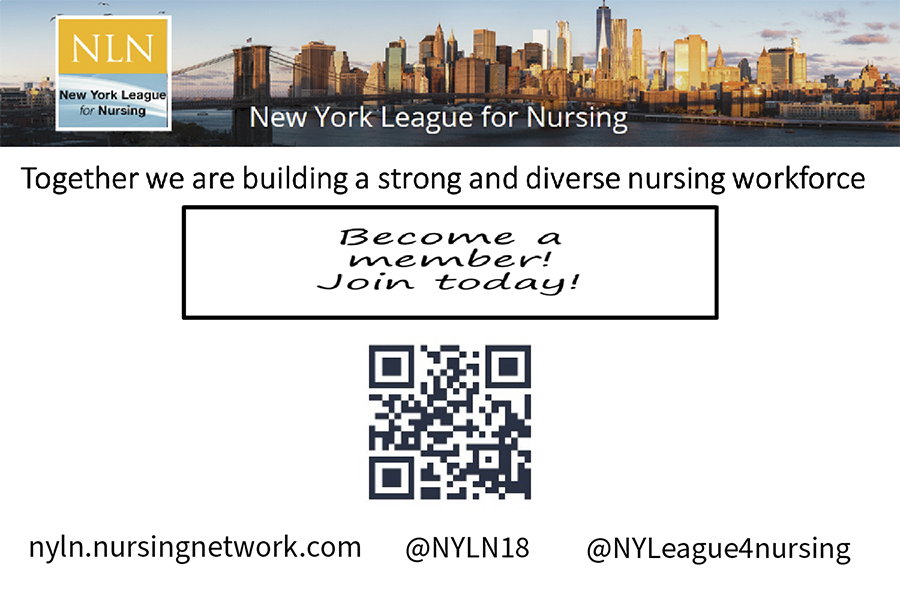 NLN
New York League
for Nursing
New York League for Nursing
Together we are building a strong and diverse nursing workforce
Become a
member!
Join today!
nyln.nursingnetwork.com @NYLN18 @NYLeague4nursing